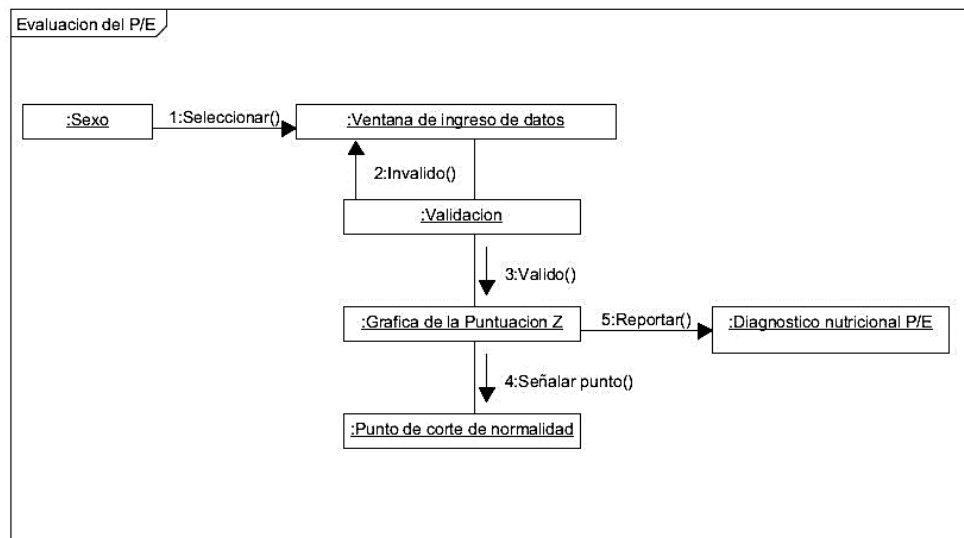 Evaluacion del P/E
:Sexo
1:Seleccionar()
:Ventana de ingreso de datos
2:Invalido()
:Validacion
3:Valido()
:Grafica de la Puntuacion Z
5:Reportar()
:Diagnostico nutricional P/E
4:Señalar punto()
:Punto de corte de normalidad